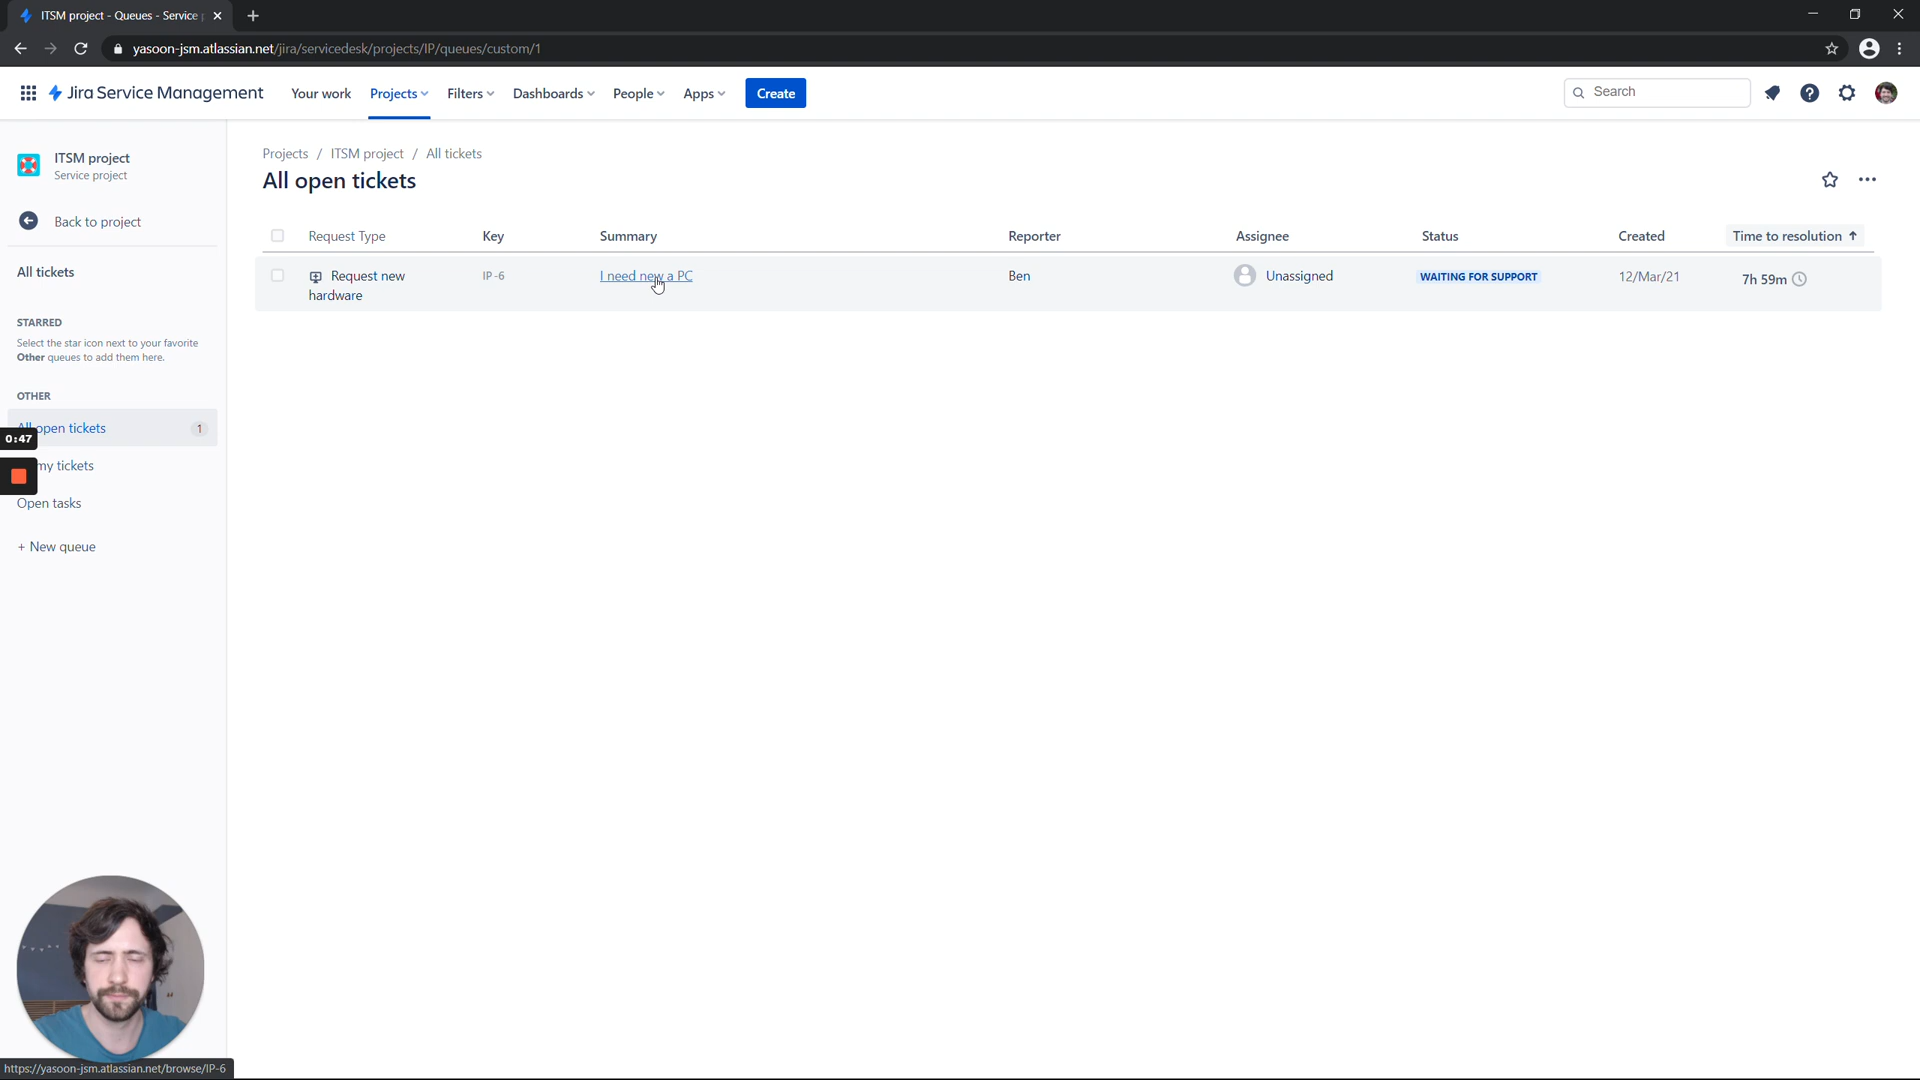 ITSM project - Queues - Service
yasoon-jsm.atlassian.net/jira/servicedesk/projects/IP/queues/custom/1
Jira Service Management
Your work
Projects
Filters
Dashboards
People
Apps
Create
Search
ITSM project
Service project
Back to project
All tickets
STARRED
Select the star icon next to your favorite
Other queues to add them here.
OTHER
All open tickets 1
0:47
my tickets
Open tasks
+ New queue
Projects / ITSM project / All tickets
All open tickets
Request Type Key Summary Reporter Assignee Status Created Time to resolution ↑
Request new IP-6 I need new a PC Ben Unassigned WAITING FOR SUPPORT 12/Mar/21 7h 59m
hardware
https://yasoon-jsm.atlassian.net/browse/IP-6